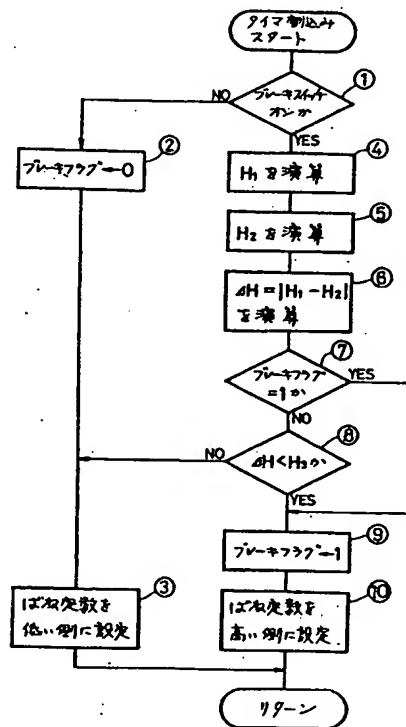 タイマ割込み
スタート
①
ブレーキスイッチ
オンか
NO
YES
②
ブレーキフラグ←0
④
H₁を演算
⑤
H₂を演算
⑥
ΔH=|H₁-H₂|
を演算
⑦
ブレーキフラグ
=1か
YES
NO
⑧
ΔH<H₃か
NO
YES
⑨
ブレーキフラグ←1
③
ばね定数を
低い側に設定
⑩
ばね定数を
高い側に設定
リターン